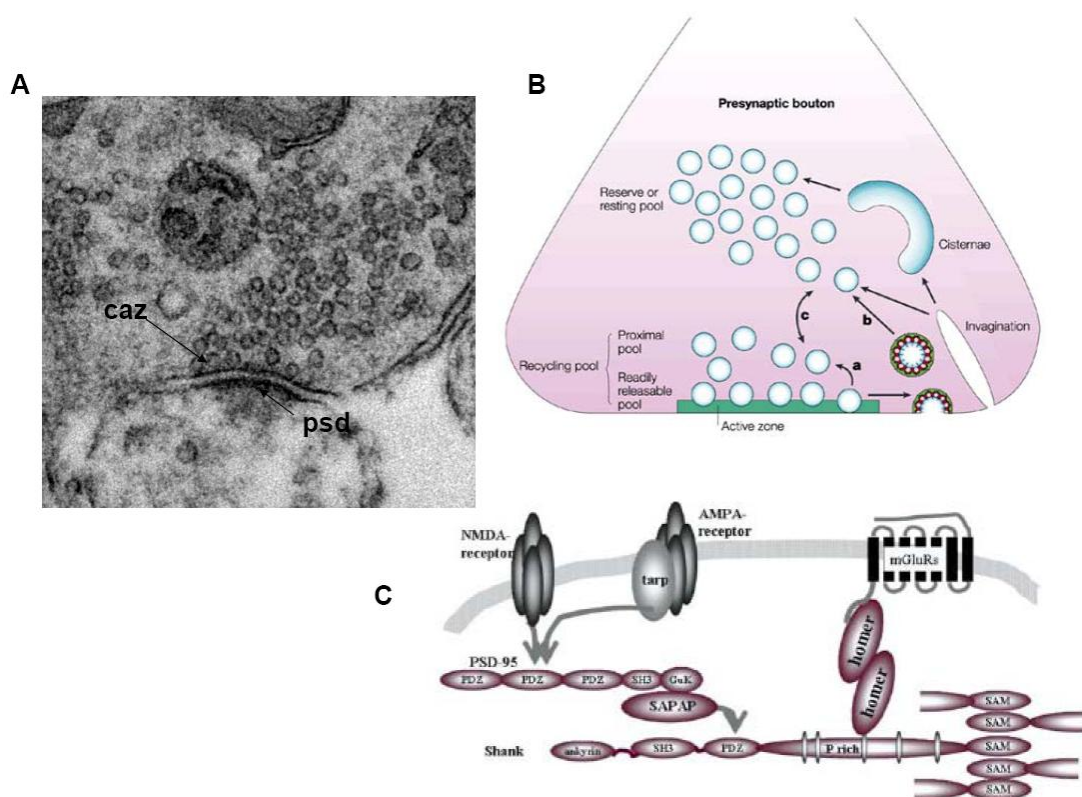 A
caz
psd
B
Presynaptic bouton
Reserve or
resting pool
Cisternae
c
b
Invagination
Proximal
pool
Recycling pool
a
Readily
releasable
pool
Active zone
C
NMDA-
receptor
AMPA-
receptor
tarp
mGluRs
homer
homer
PSD-95
PDZ
PDZ
PDZ
SH3
GuK
SAPAP
Shank
ankyrin
SH3
PDZ
P rich
SAM
SAM
SAM
SAM
SAM